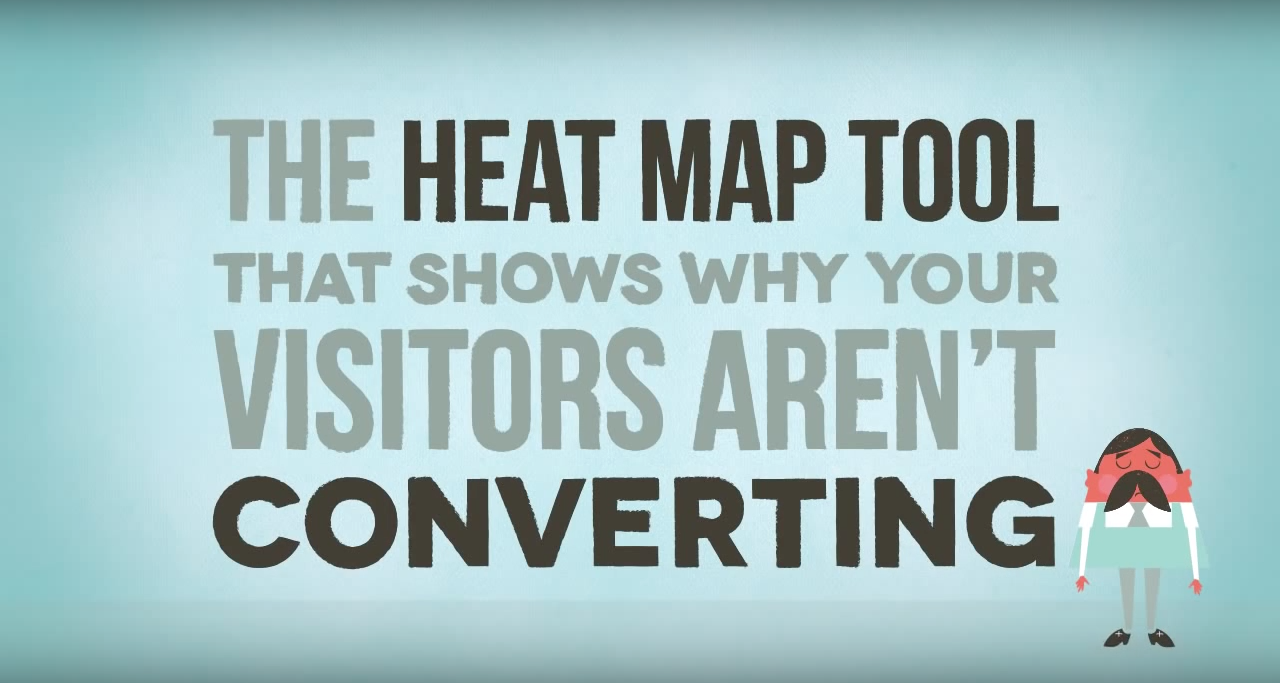 THE HEAT MAP TOOL
THAT SHOWS WHY YOUR
VISITORS AREN’T
CONVERTING